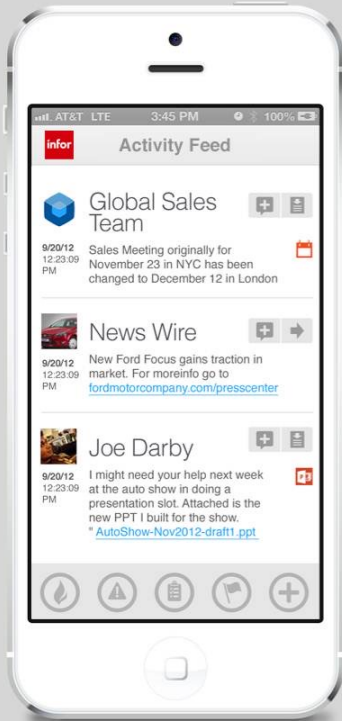 AT&T LTE 3:45 PM 100%
infor Activity Feed
Global Sales
Team
9/20/12
12:23:09
PM
Sales Meeting originally for
November 23 in NYC has been
changed to December 12 in London
News Wire
9/20/12
12:23:09
PM
New Ford Focus gains traction in
market. For moreinfo go to
fordmotorcompany.com/presscenter
Joe Darby
9/20/12
12:23:09
PM
I might need your help next week
at the auto show in doing a
presentation slot. Attached is the
new PPT I built for the show.
" AutoShow-Nov2012-draft1.ppt